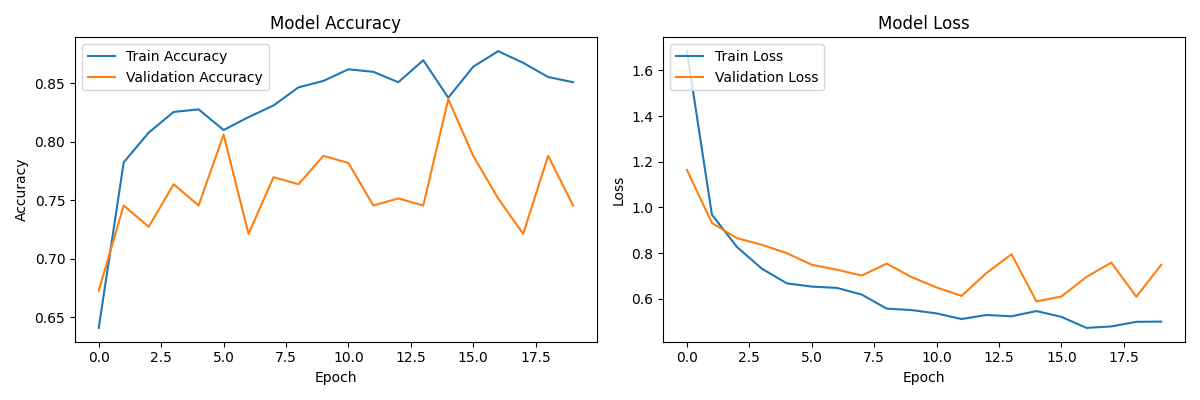 Model Accuracy
Train Accuracy
Validation Accuracy
0.85
0.80
0.75
0.70
0.65
Accuracy
0.0 2.5 5.0 7.5 10.0 12.5 15.0 17.5
Epoch
Model Loss
Train Loss
Validation Loss
1.6
1.4
1.2
1.0
0.8
0.6
Loss
0.0 2.5 5.0 7.5 10.0 12.5 15.0 17.5
Epoch